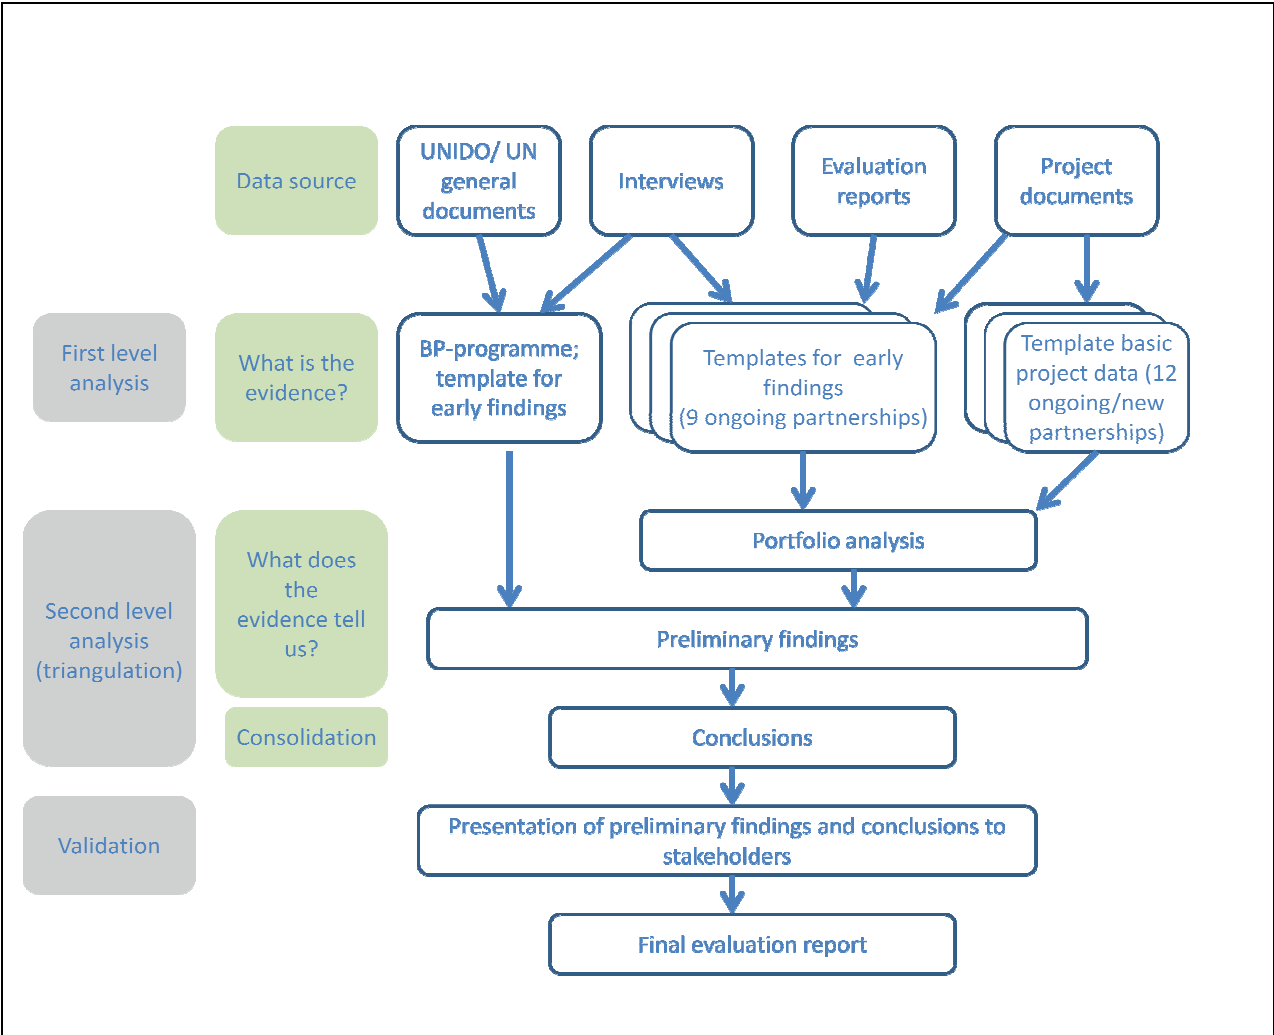 Data source
UNIDO/ UN
general
documents
Interviews
Evaluation
reports
Project
documents
First level
analysis
What is the
evidence?
BP-programme;
template for
early findings
Templates for early
findings
(9 ongoing partnerships)
Template basic
project data (12
ongoing/new
partnerships)
Second level
analysis
(triangulation)
What does
the
evidence tell
us?
Portfolio analysis
Preliminary findings
Consolidation
Conclusions
Validation
Presentation of preliminary findings and conclusions to
stakeholders
Final evaluation report